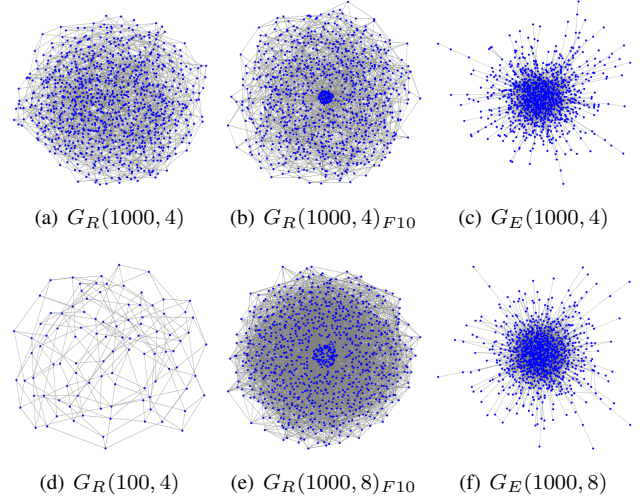 (a) G_R(1000, 4) (b) G_R(1000, 4)_{F10} (c) G_E(1000, 4)
(d) G_R(100, 4) (e) G_R(1000, 8)_{F10} (f) G_E(1000, 8)